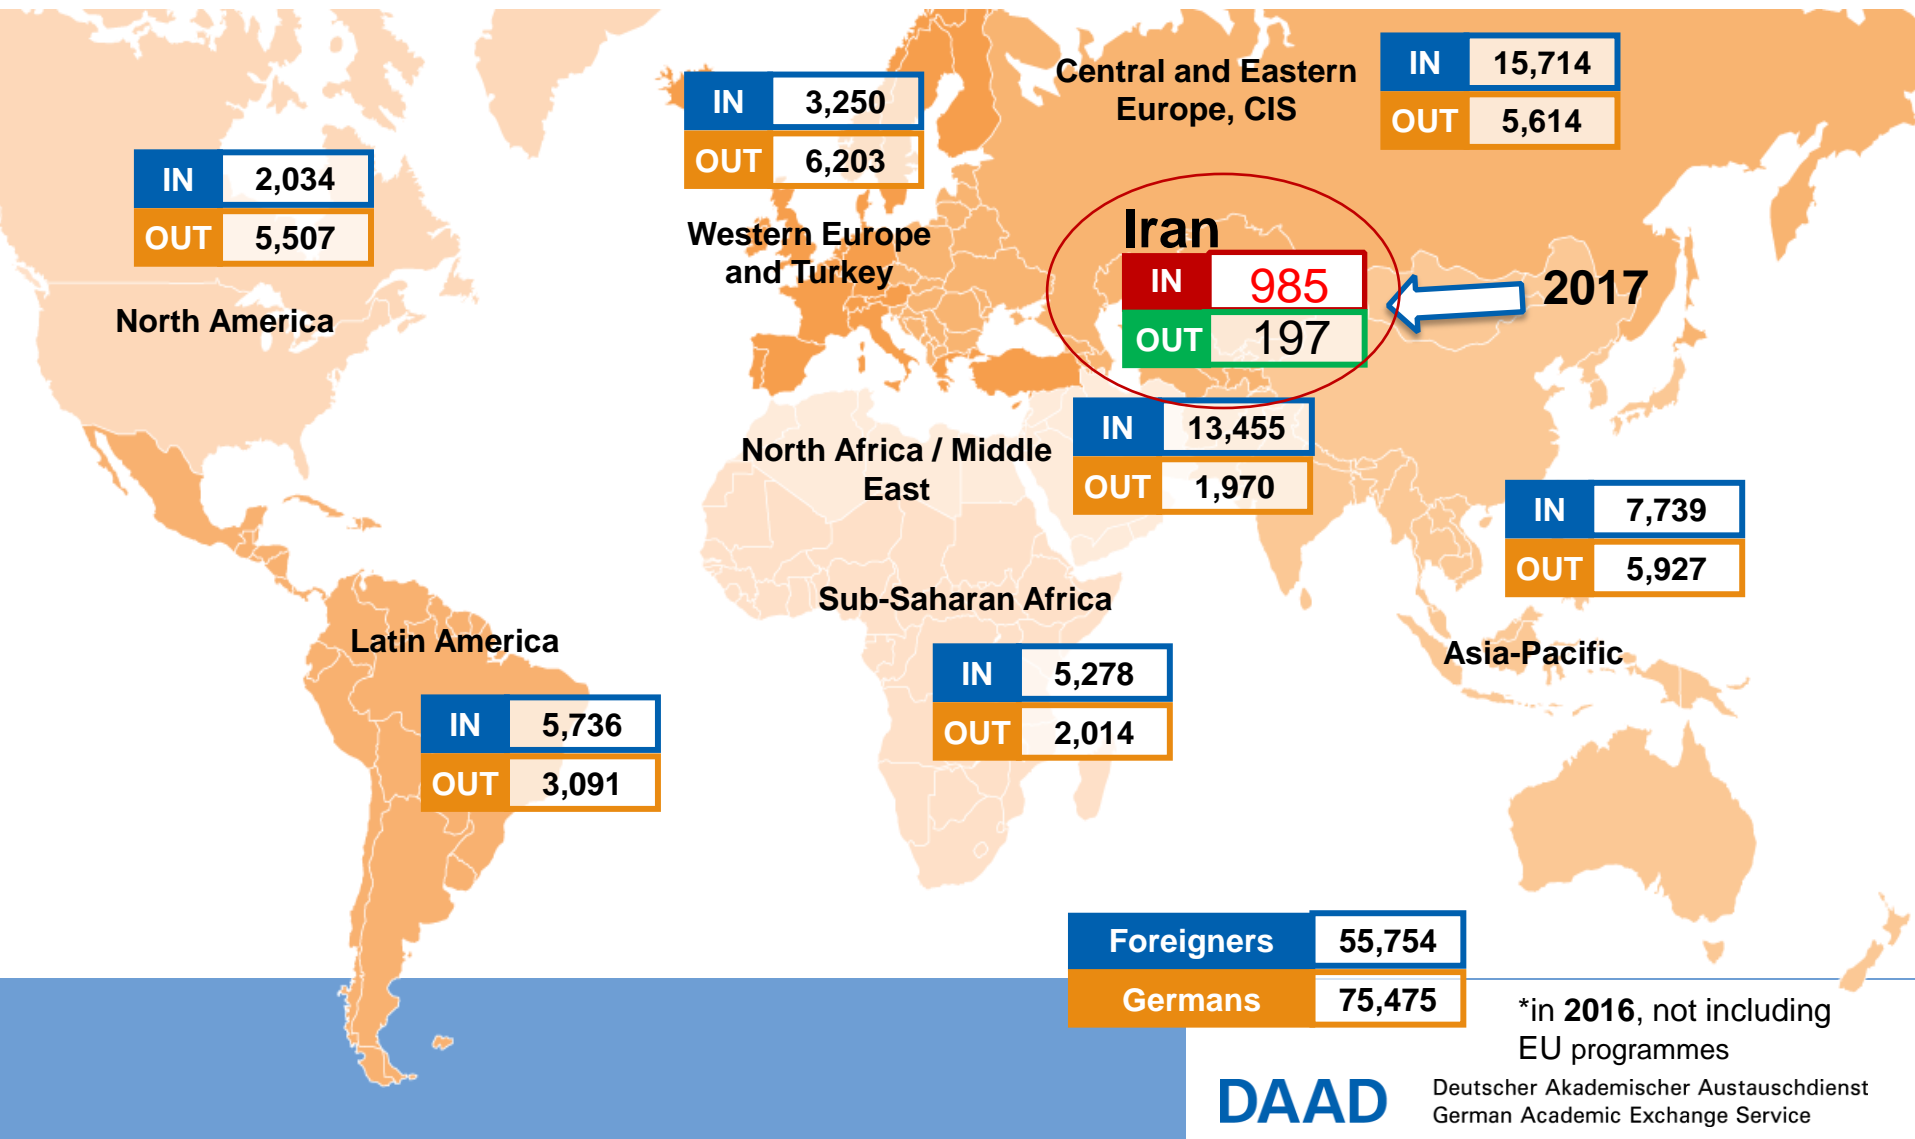 Central and Eastern
Europe, CIS
IN 15,714
OUT 5,614
IN 3,250
OUT 6,203
Western Europe
and Turkey
IN 2,034
OUT 5,507
North America
Iran
IN 985
OUT 197
2017
North Africa / Middle
East
IN 13,455
OUT 1,970
IN 7,739
OUT 5,927
Asia-Pacific
Sub-Saharan Africa
IN 5,278
OUT 2,014
Latin America
IN 5,736
OUT 3,091
Foreigners 55,754
Germans 75,475
*in 2016, not including
EU programmes
DAAD
Deutscher Akademischer Austauschdienst
German Academic Exchange Service